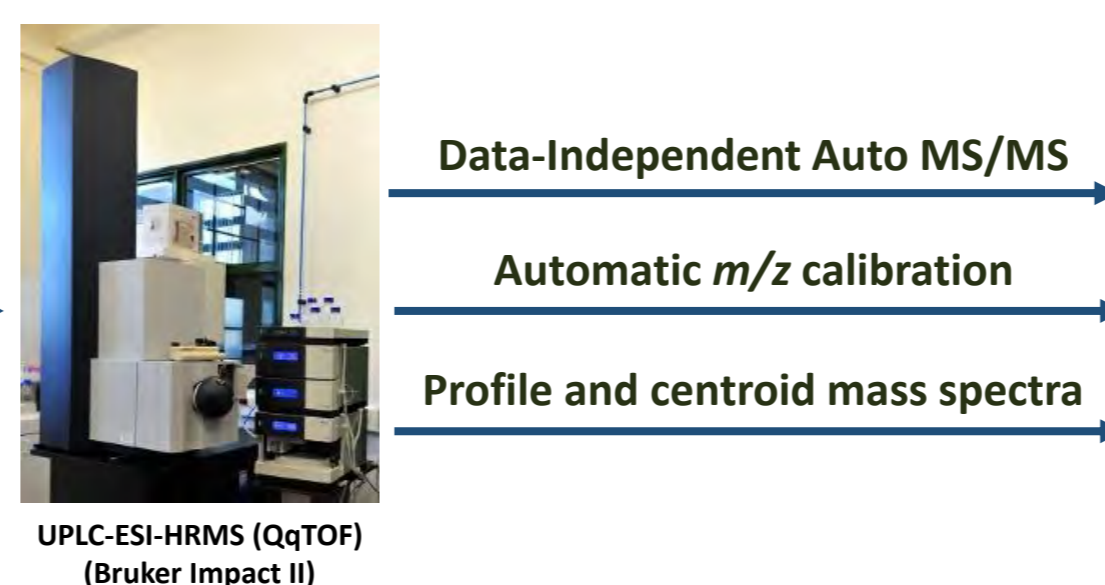 Data-Independent Auto MS/MS
Automatic m/z calibration
Profile and centroid mass spectra
UPLC-ESI-HRMS (QqTOF)
(Bruker Impact II)